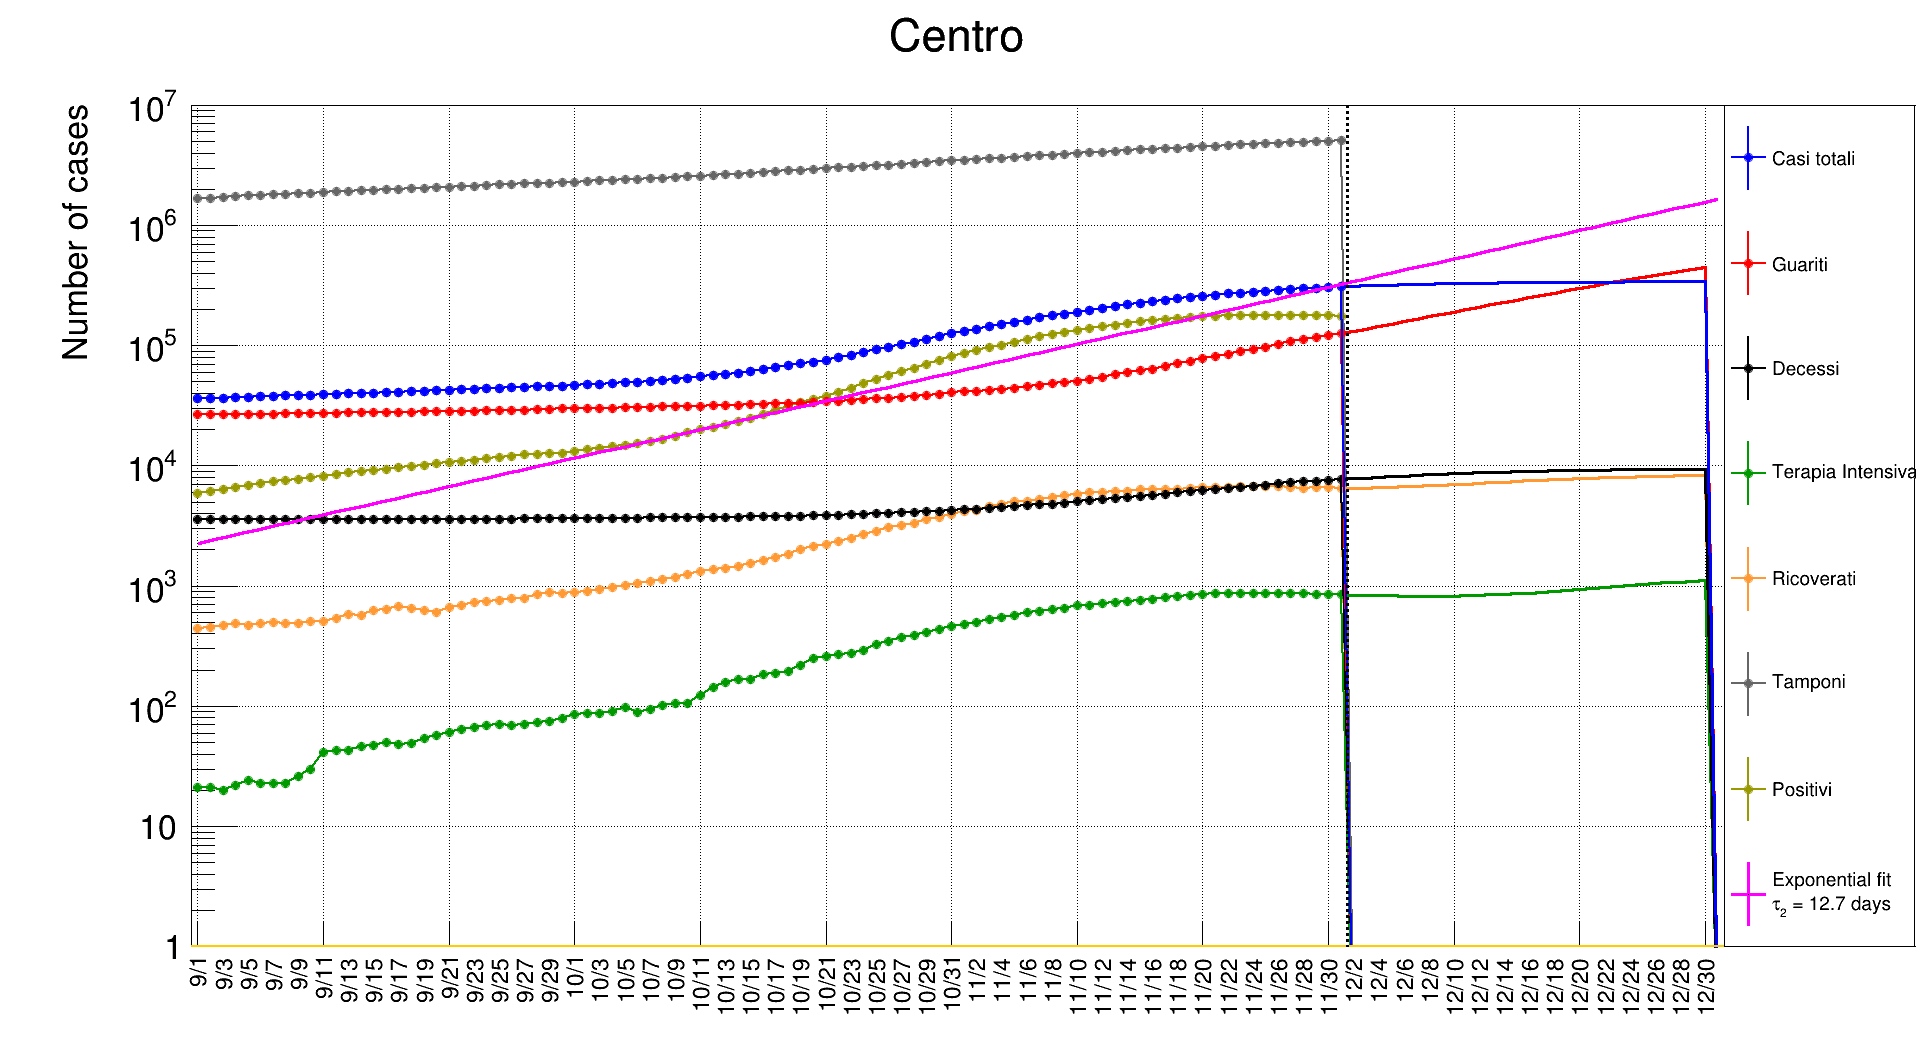 Centro
Number of cases
10^7
10^6
10^5
10^4
10^3
10^2
10
1
9/1 9/3 9/5 9/7 9/9 9/11 9/13 9/15 9/17 9/19 9/21 9/23 9/25 9/27 9/29 10/1 10/3 10/5 10/7 10/9 10/11 10/13 10/15 10/17 10/19 10/21 10/23 10/25 10/27 10/29 10/31 11/2 11/4 11/6 11/8 11/10 11/12 11/14 11/16 11/18 11/20 11/22 11/24 11/26 11/28 11/30 12/2 12/4 12/6 12/8 12/10 12/12 12/14 12/16 12/18 12/20 12/22 12/24 12/26 12/28 12/30
Casi totali
Guariti
Decessi
Terapia Intensiva
Ricoverati
Tamponi
Positivi
Exponential fit
τ₂ = 12.7 days